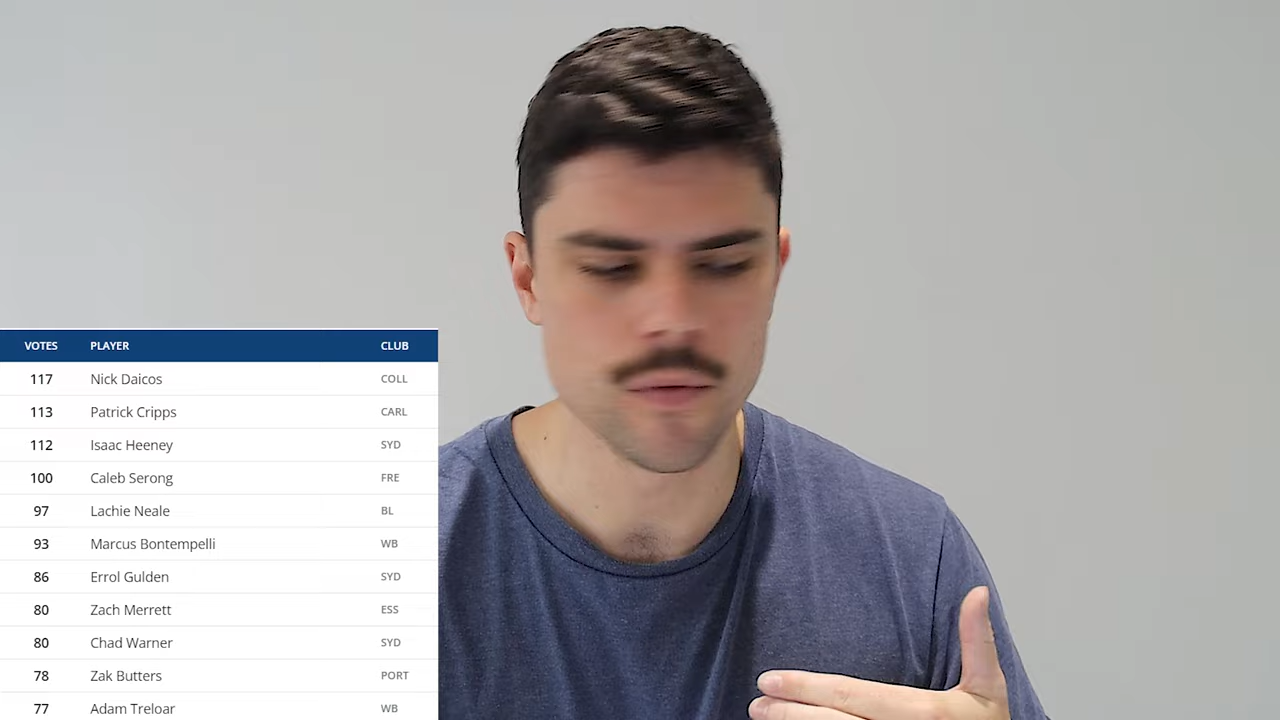 VOTES PLAYER CLUB
117 Nick Daicos COLL
113 Patrick Cripps CARL
112 Isaac Heeney SYD
100 Caleb Serong FRE
97 Lachie Neale BL
93 Marcus Bontempelli WB
86 Errol Gulden SYD
80 Zach Merrett ESS
80 Chad Warner SYD
78 Zak Butters PORT
77 Adam Treloar WB